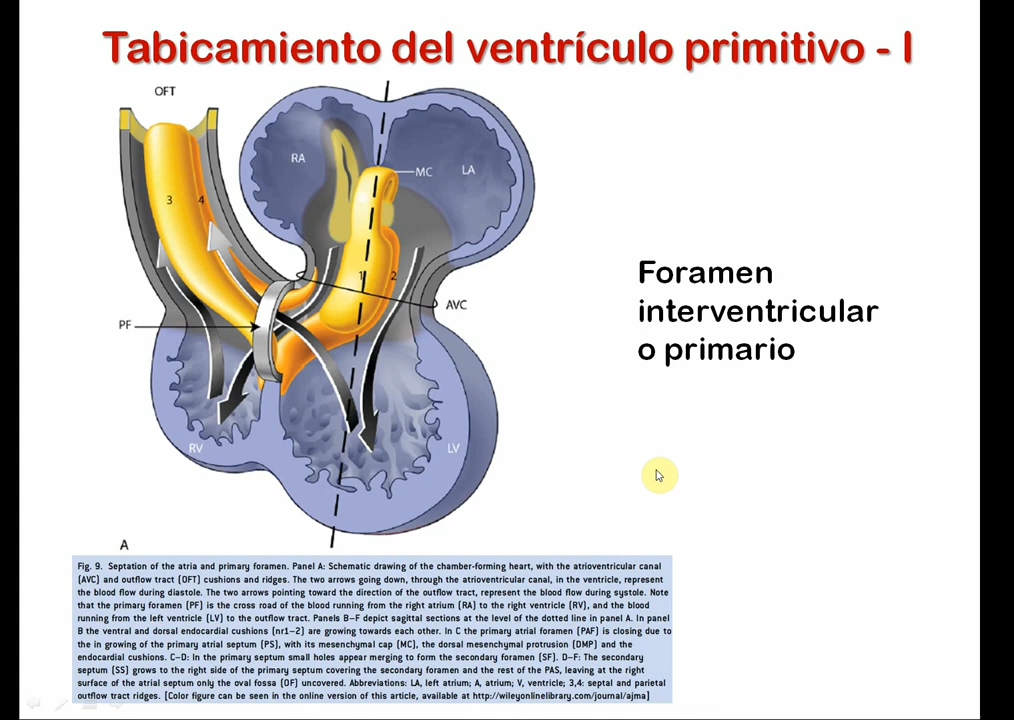 Tabicamiento del ventrículo primitivo - I
OFT
RA
MC
LA
3
4
1
2
AVC
PF
RV
LV
A
Foramen
interventricular
o primario
Fig. 9. Septation of the atria and primary foramen. Panel A: Schematic drawing of the chamber-forming heart, with the atrioventricular canal
(AVC) and outflow tract (OFT) cushions and ridges. The two arrows going down, through the atrioventricular canal, in the ventricle, represent
the blood flow during diastole. The two arrows pointing toward the direction of the outflow tract, represent the blood flow during systole. Note
that the primary foramen (PF) is the cross road of the blood running from the right atrium (RA) to the right ventricle (RV), and the blood
running from the left ventricle (LV) to the outflow tract. Panels B–F depict sagittal sections at the level of the dotted line in panel A. In panel
B the ventral and dorsal endocardial cushions (nr1–2) are growing towards each other. In C the primary atrial foramen (PAF) is closing due to
the in growing of the primary atrial septum (PS), with its mesenchymal cap (MC), the dorsal mesenchymal protrusion (DMP) and the
endocardial cushions. C–D: In the primary septum small holes appear merging to form the secondary foramen (SF). D–F: The secondary
septum (SS) grows to the right side of the primary septum covering the secondary foramen and the rest of the PAS, leaving at the right
surface of the atrial septum only the oval fossa (OF) uncovered. Abbreviations: LA, left atrium; A, atrium; V, ventricle; 3,4: septal and parietal
outflow tract ridges. [Color figure can be seen in the online version of this article, available at http://wileyonlinelibrary.com/journal/ajma]